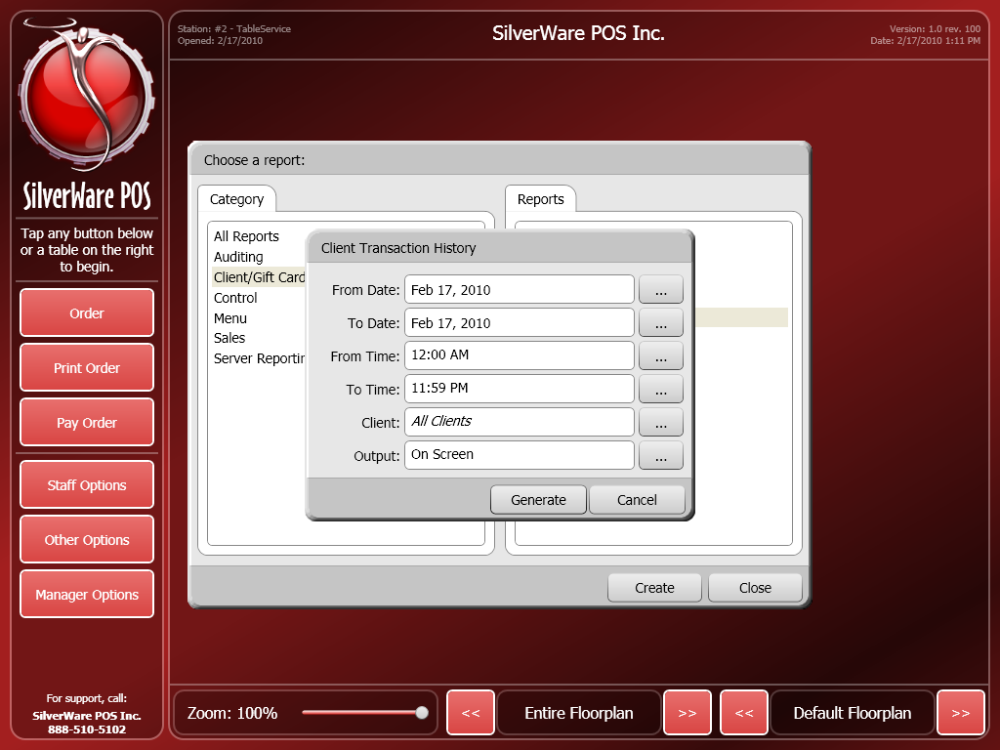 SilverWare POS
Tap any button below
or a table on the right
to begin.
Order
Print Order
Pay Order
Staff Options
Other Options
Manager Options
For support, call:
SilverWare POS Inc.
888-510-5102
Station: #2 - TableService
Opened: 2/17/2010
SilverWare POS Inc.
Version: 1.0 rev. 100
Date: 2/17/2010 1:11 PM
Choose a report:
Category
Reports
All Reports
Auditing
Client/Gift Card
Control
Menu
Sales
Server Reportin
Client Transaction History
From Date: Feb 17, 2010 ...
To Date: Feb 17, 2010 ...
From Time: 12:00 AM ...
To Time: 11:59 PM ...
Client: All Clients ...
Output: On Screen ...
Generate Cancel
Create Close
Zoom: 100% << Entire Floorplan >> << Default Floorplan >>